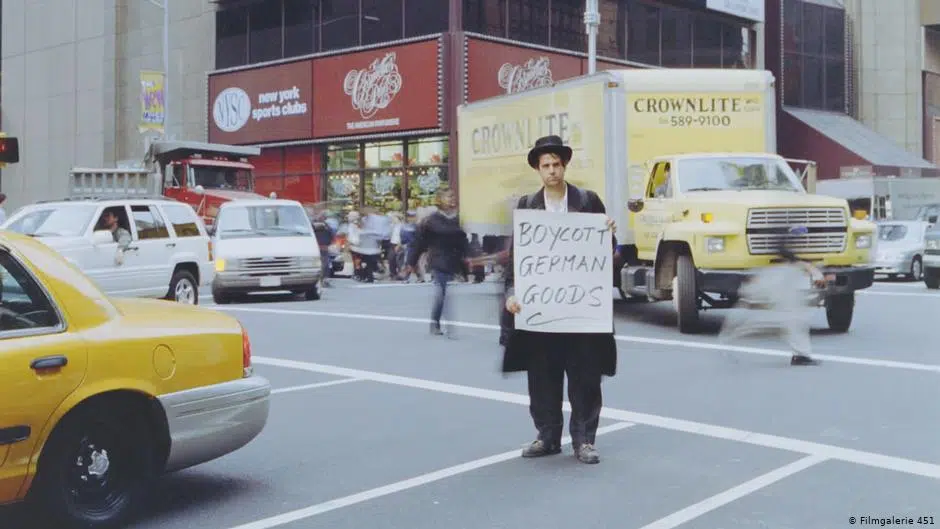 NYSC
new york
sports clubs
CROWNLITE
CROWNLITE
589-9100
BOYCOTT
GERMAN
GOODS
© Filmgalerie 451